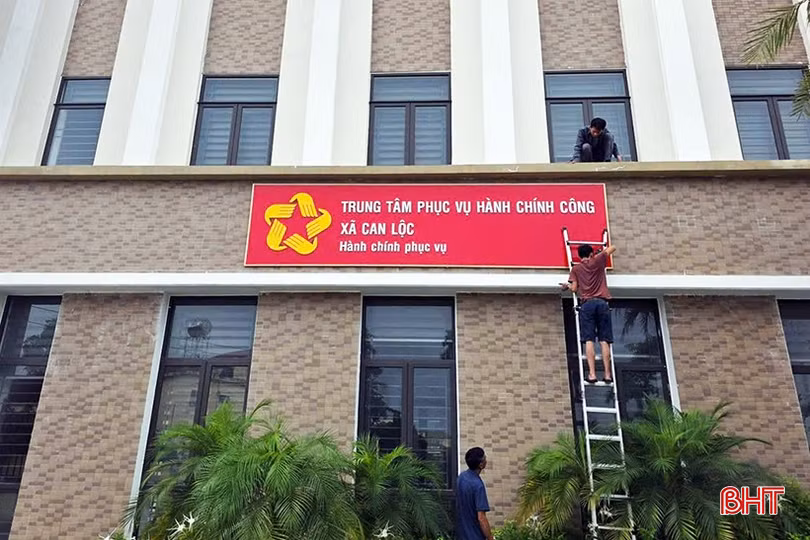 TRUNG TÂM PHỤC VỤ HÀNH CHÍNH CÔNG
XÃ CAN LỘC
Hành chính phục vụ
BHT